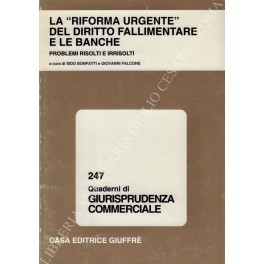 LA "RIFORMA URGENTE"
DEL DIRITTO FALLIMENTARE
E LE BANCHE
PROBLEMI RISOLTI E IRRISOLTI
a cura di SIDO BONFATTI e GIOVANNI FALCONE
247
Quaderni di
GIURISPRUDENZA
COMMERCIALE
CASA EDITRICE GIUFFRÈ